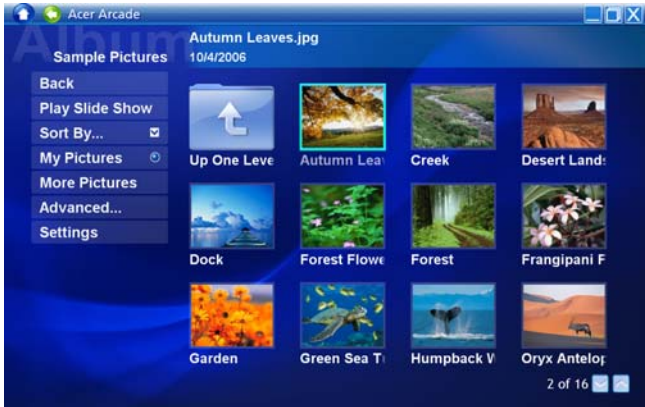 Acer Arcade
Album
Autumn Leaves.jpg
Sample Pictures
10/4/2006
Back
Play Slide Show
Sort By...
My Pictures
More Pictures
Advanced...
Settings
Up One Leve
Autumn Lea
Creek
Desert Lands
Dock
Forest Flowe
Forest
Frangipani F
Garden
Green Sea T
Humpback W
Oryx Antelop
2 of 16